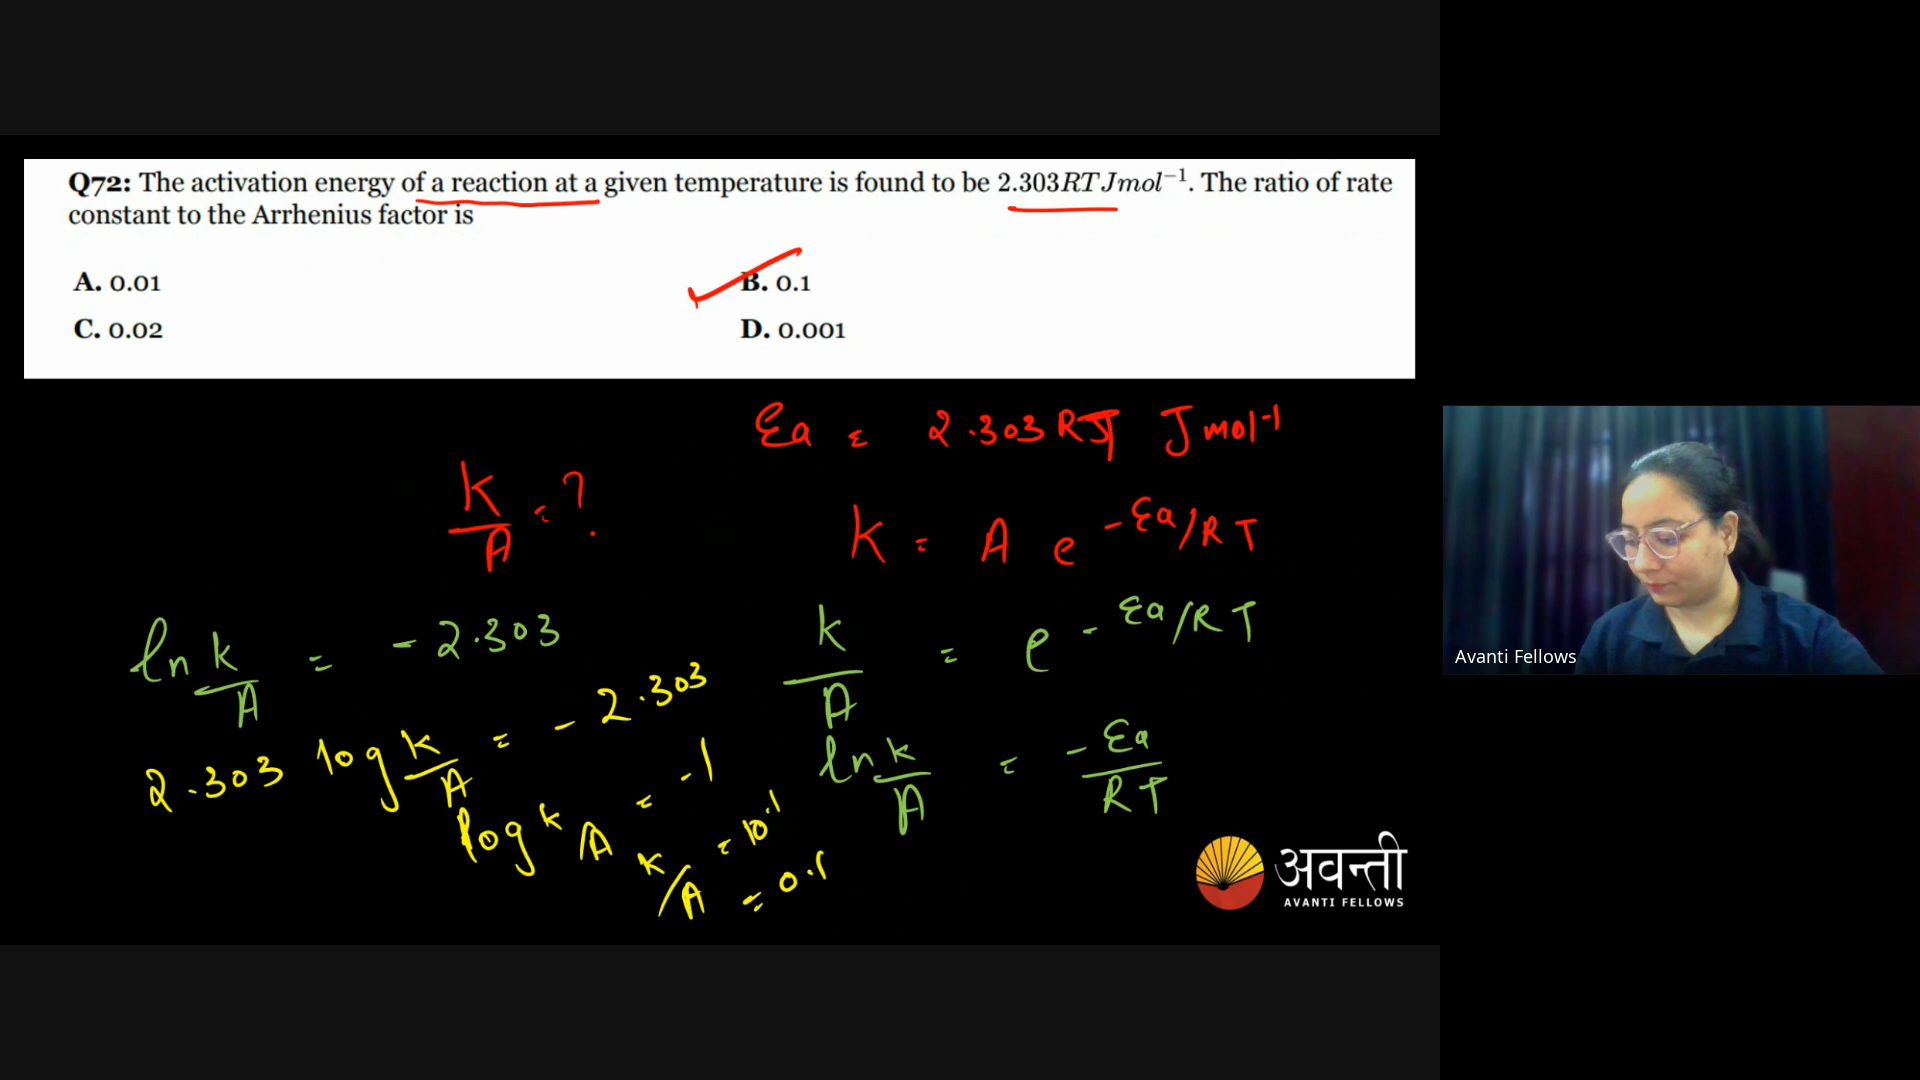 Q72: The activation energy of a reaction at a given temperature is found to be 2.303RT Jmol⁻¹. The ratio of rate
constant to the Arrhenius factor is
A. 0.01
B. 0.1
C. 0.02
D. 0.001
Ea = 2.303 RT J mol⁻¹
K/A = ?
K = A e^-Ea/RT
ln k/A = -2.303
k/A = e^-Ea/RT
2.303 log k/A = -2.303
ln k/A = -Ea/RT
log k/A = -1
k/A = 10⁻¹
= 0.1
Avanti Fellows
अवन्ती
AVANTI FELLOWS